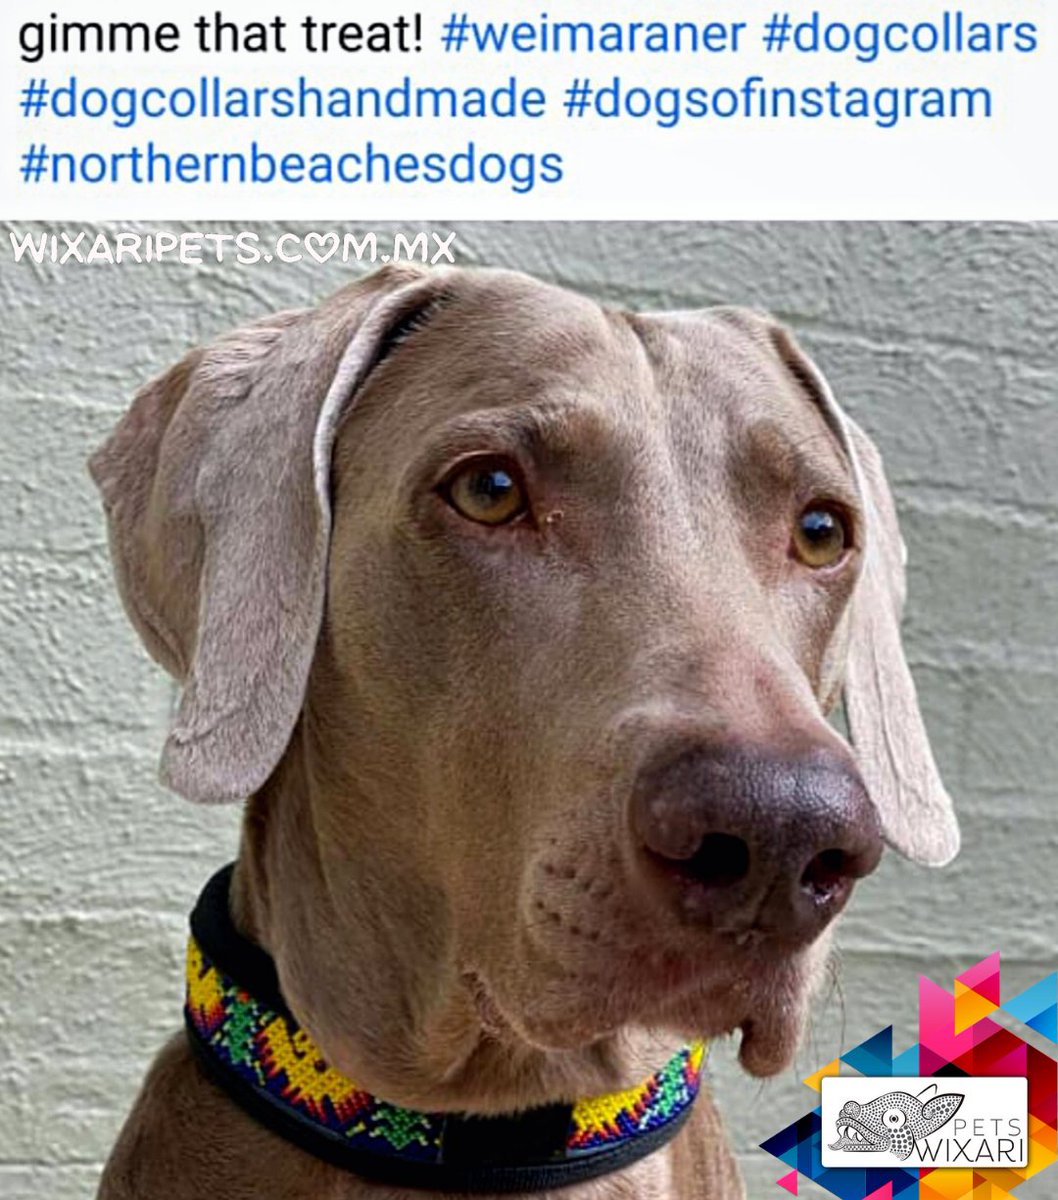 gimme that treat! #weimaraner #dogcollars
#dogcollarshandmade #dogsofinstagram
#northernbeachesdogs
WIXARIPETS.COM.MX
PETS
WIXARI